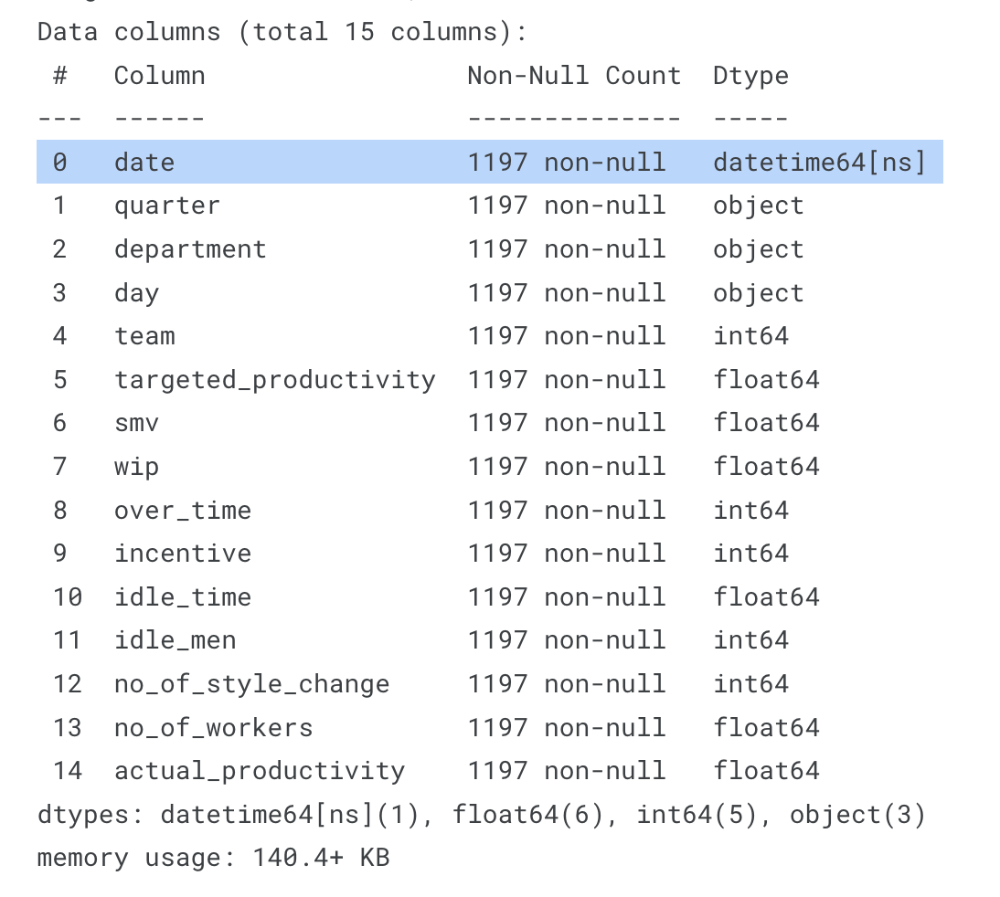 Data columns (total 15 columns):
 #   Column                 Non-Null Count  Dtype
---  ------                 --------------  -----
 0   date                   1197 non-null   datetime64[ns]
 1   quarter                1197 non-null   object
 2   department             1197 non-null   object
 3   day                    1197 non-null   object
 4   team                   1197 non-null   int64
 5   targeted_productivity  1197 non-null   float64
 6   smv                    1197 non-null   float64
 7   wip                    1197 non-null   float64
 8   over_time              1197 non-null   int64
 9   incentive              1197 non-null   int64
 10  idle_time              1197 non-null   float64
 11  idle_men               1197 non-null   int64
 12  no_of_style_change     1197 non-null   int64
 13  no_of_workers          1197 non-null   float64
 14  actual_productivity    1197 non-null   float64
dtypes: datetime64[ns](1), float64(6), int64(5), object(3)
memory usage: 140.4+ KB